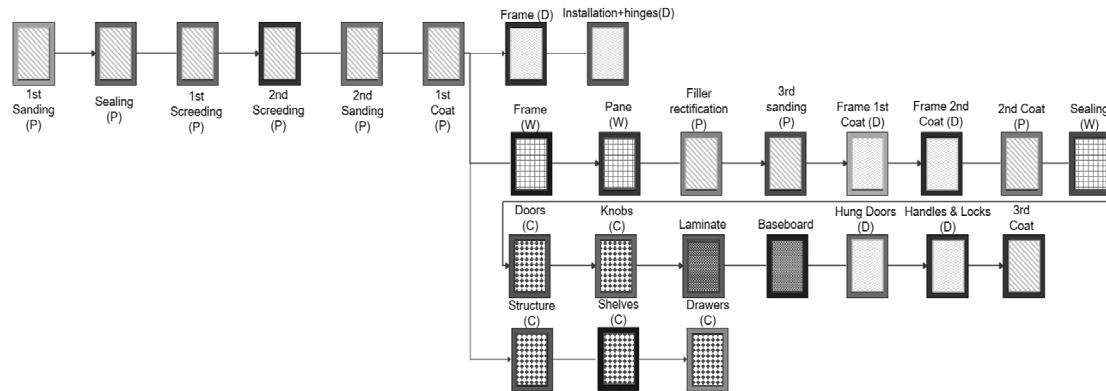 Frame (D)
Installation+hinges(D)
1st
Sanding
(P)
Sealing
(P)
1st
Screeding
(P)
2nd
Screeding
(P)
2nd
Sanding
(P)
1st
Coat
(P)
Frame
(W)
Pane
(W)
Filler
rectification
(P)
3rd
sanding
(P)
Frame 1st
Coat (D)
Frame 2nd
Coat (D)
2nd Coat
(P)
Sealing
(W)
Doors
(C)
Knobs
(C)
Laminate
Baseboard
Hung Doors
(D)
Handles & Locks
(D)
3rd
Coat
Structure
(C)
Shelves
(C)
Drawers
(C)